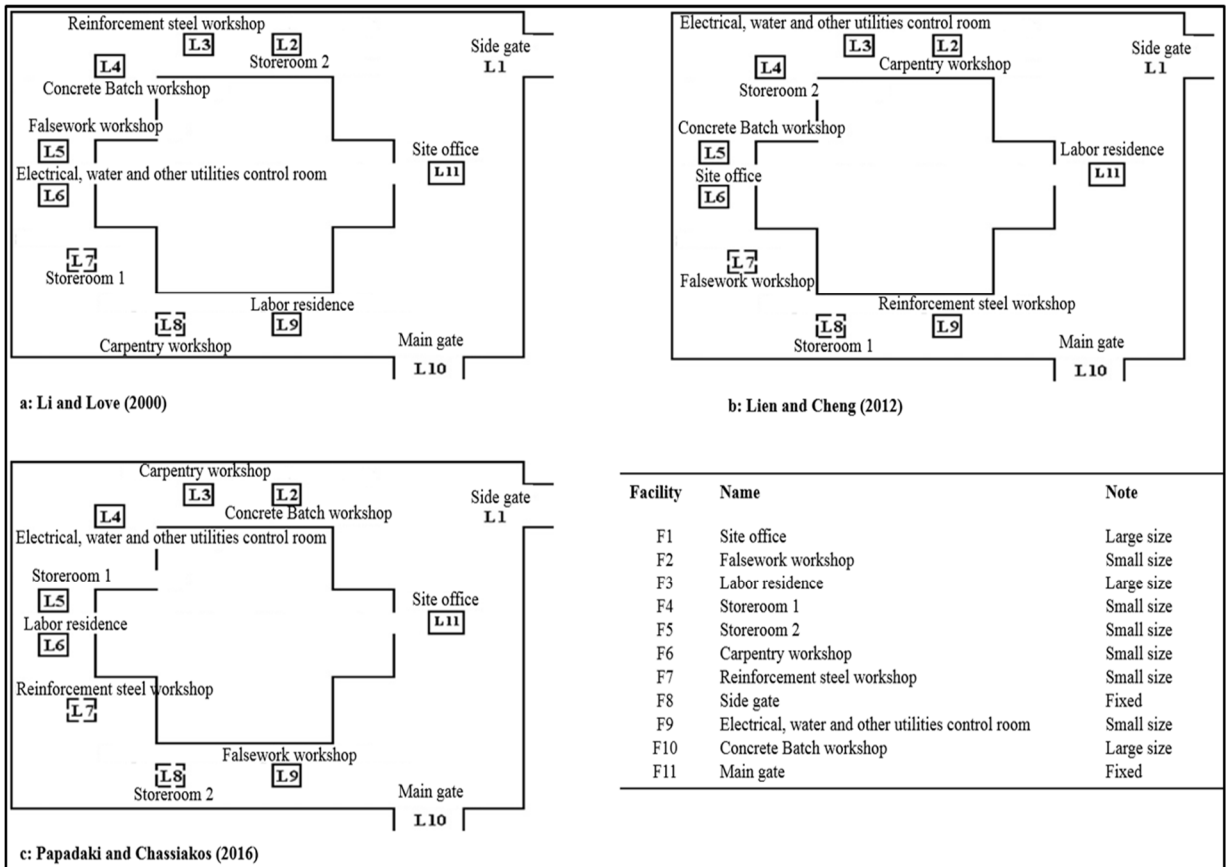 Reinforcement steel workshop
L3
L2
Storeroom 2
Side gate
L1
L4
Concrete Batch workshop
Falsework workshop
L5
Electrical, water and other utilities control room
L6
Site office
L11
L7
Storeroom 1
Labor residence
L8
L9
Carpentry workshop
Main gate
L10
a: Li and Love (2000)
Electrical, water and other utilities control room
L3
L2
Carpentry workshop
Side gate
L1
L4
Storeroom 2
Concrete Batch workshop
L5
Site office
L6
Labor residence
L11
L7
Falsework workshop
Reinforcement steel workshop
L8
L9
Storeroom 1
Main gate
L10
b: Lien and Cheng (2012)
Carpentry workshop
L3
L2
Concrete Batch workshop
Side gate
L1
L4
Electrical, water and other utilities control room
Storeroom 1
L5
Labor residence
L6
Site office
L11
Reinforcement steel workshop
L7
Falsework workshop
L8
L9
Storeroom 2
Main gate
L10
c: Papadaki and Chassiakos (2016)
Facility Name Note
F1 Site office Large size
F2 Falsework workshop Small size
F3 Labor residence Large size
F4 Storeroom 1 Small size
F5 Storeroom 2 Small size
F6 Carpentry workshop Small size
F7 Reinforcement steel workshop Small size
F8 Side gate Fixed
F9 Electrical, water and other utilities control room Small size
F10 Concrete Batch workshop Large size
F11 Main gate Fixed